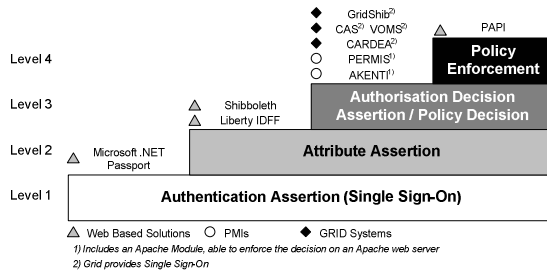 GridShib2)
CAS2) VOMS2)
PAPI
CARDEA2)
Level 4
PERMIS1)
Policy
Enforcement
AKENTI1)
Level 3
Shibboleth
Liberty IDFF
Authorisation Decision
Assertion / Policy Decision
Level 2
Microsoft .NET
Passport
Attribute Assertion
Level 1
Authentication Assertion (Single Sign-On)
Web Based Solutions
PMIs
GRID Systems
1) Includes an Apache Module, able to enforce the decision on an Apache web server
2) Grid provides Single Sign-On